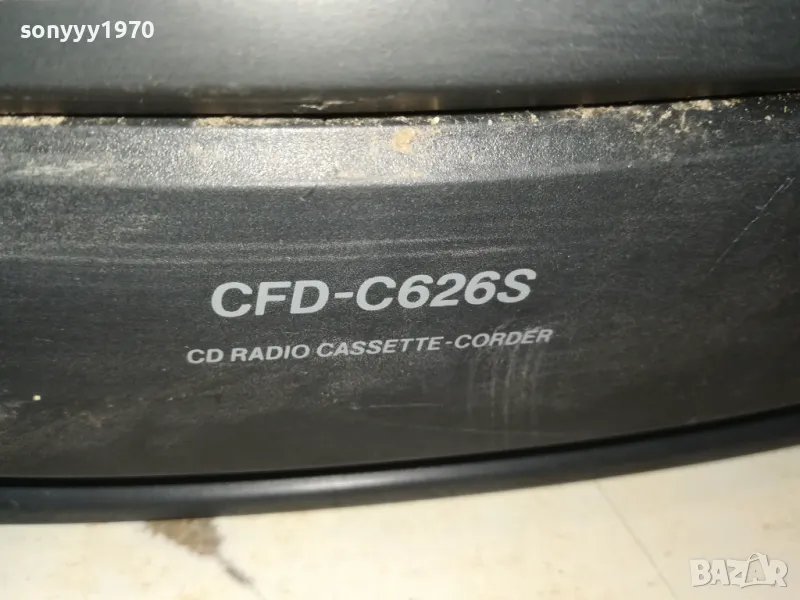 sonyyy1970
CFD-C626S
CD RADIO CASSETTE-CORDER
BAZAR